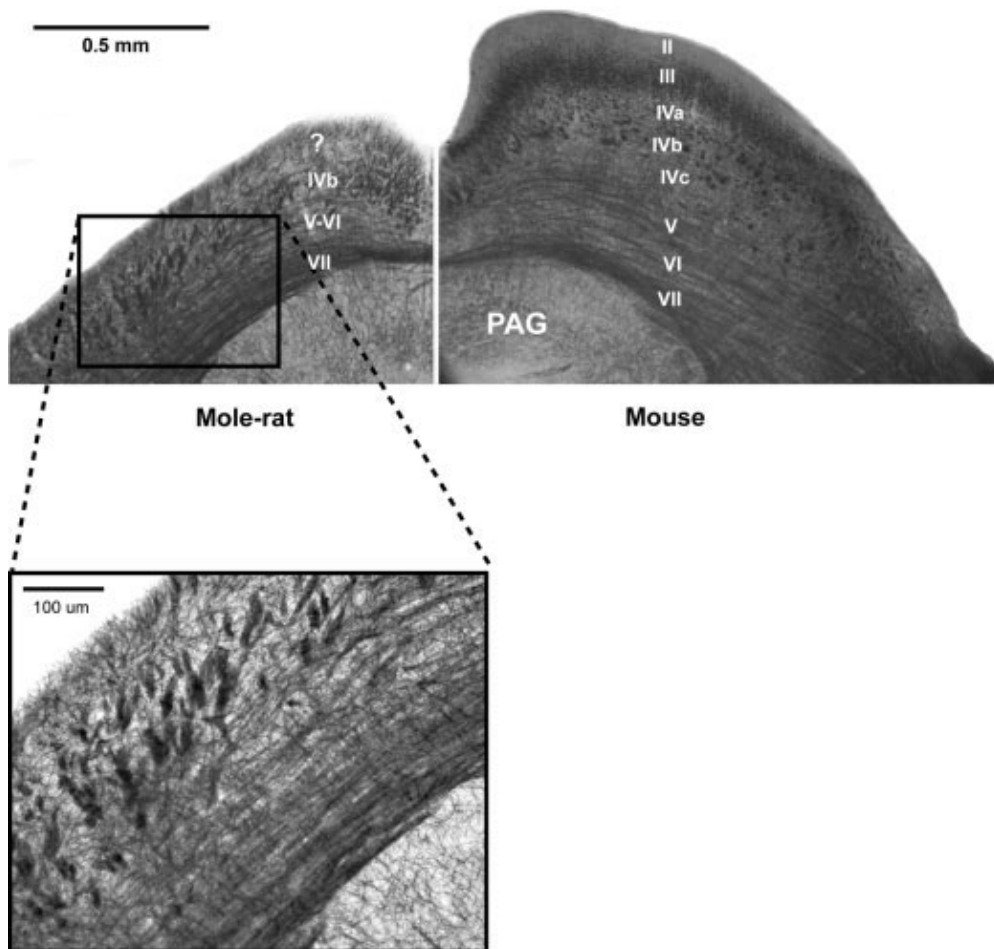 0.5 mm
?
IVb
V-VI
VII
II
III
IVa
IVb
IVc
V
VI
VII
PAG
Mole-rat
Mouse
100 um